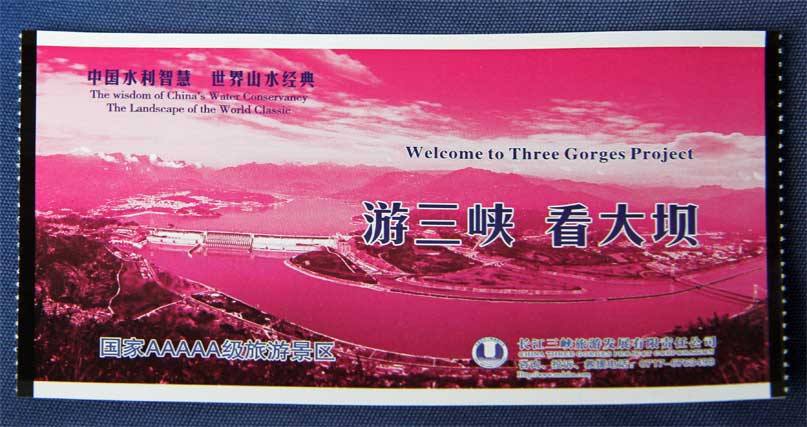 中国水利智慧 世界山水经典
The wisdom of China's Water Conservancy
The Landscape of the World Classic
Welcome to Three Gorges Project
游三峡 看大坝
国家AAAAA级旅游景区
长江三峡旅游发展有限责任公司
CHINA THREE GORGES